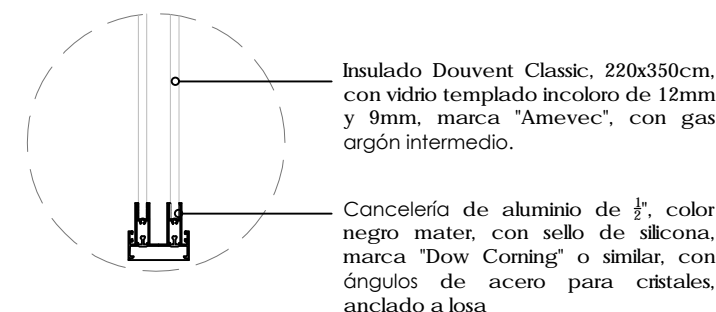 Insulado Douvent Classic, 220x350cm,
con vidrio templado incoloro de 12mm
y 9mm, marca "Amevec", con gas
argón intermedio.
Cancelería de aluminio de ½", color
negro mater, con sello de silicona,
marca "Dow Corning" o similar, con
ángulos de acero para cristales,
anclado a losa